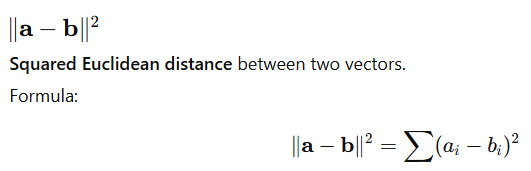 ‖a − b‖²
Squared Euclidean distance between two vectors.
Formula:
‖a − b‖² = ∑(aᵢ − bᵢ)²